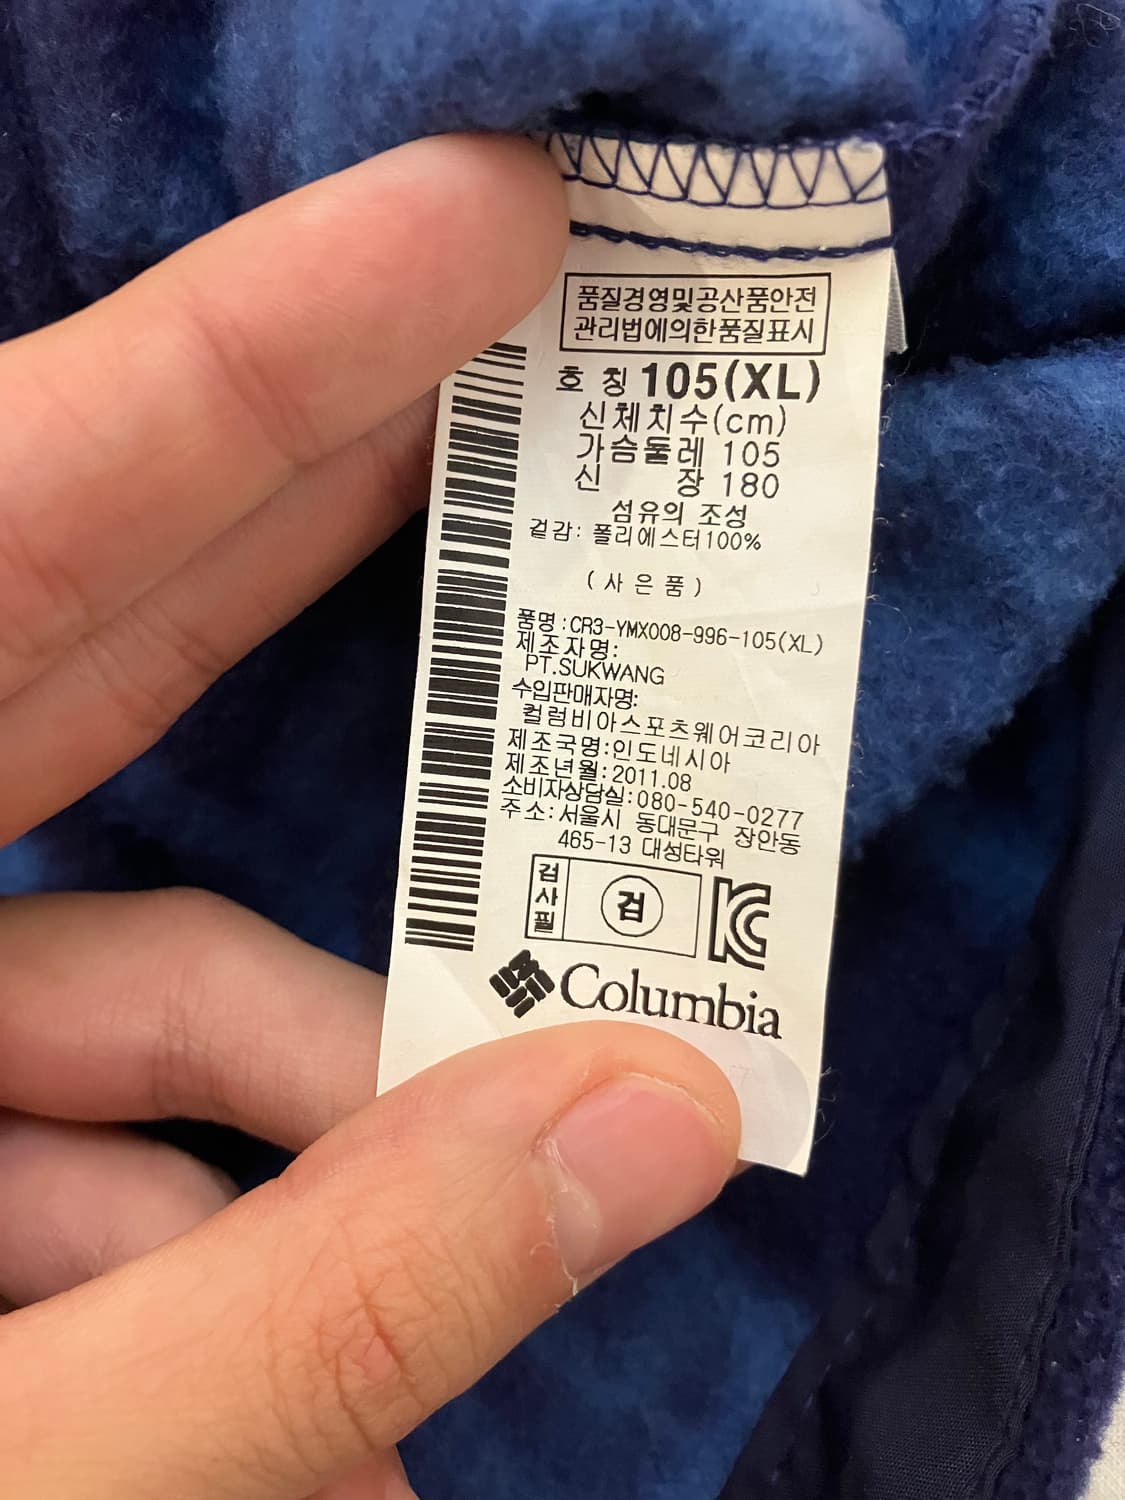 품질경영및공산품안전
관리법에의한품질표시
호 칭 105(XL)
신체치수(cm)
가슴둘레 105
신 장 180
섬유의 조성
겉감: 폴리에스터100%
(사은품)
품명:CR3-YMX008-996-105(XL)
제조자명:
PT.SUKWANG
수입판매자명:
컬럼비아스포츠웨어코리아
제조국명:인도네시아
제조년월:2011.08
소비자상담실:080-540-0277
주소:서울시 동대문구 장안동
465-13 대성타워
검사필
검
KC
Columbia